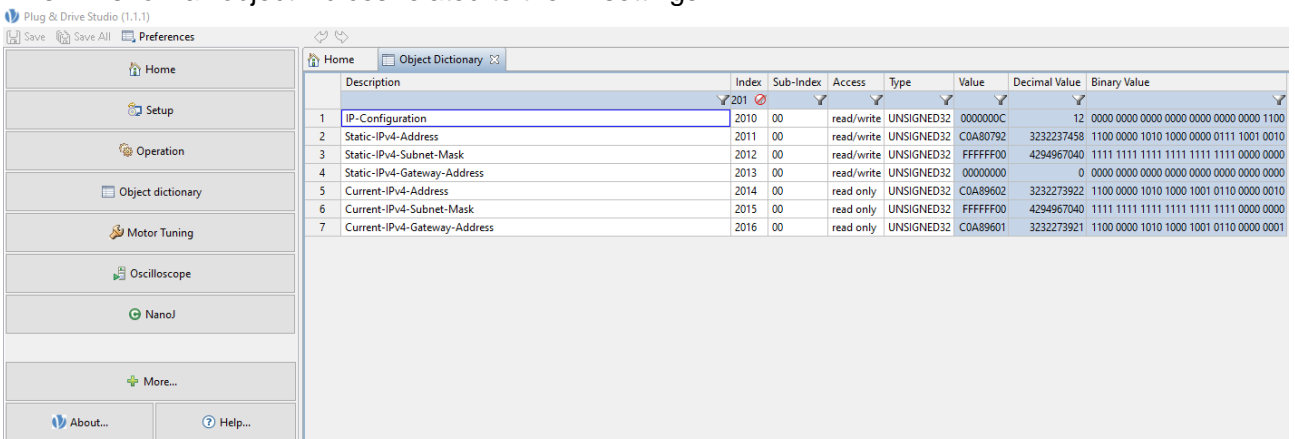 Plug & Drive Studio (1.1.1)
Save Save All Preferences
Home
Setup
Operation
Object dictionary
Motor Tuning
Oscilloscope
NanoJ
More...
About... Help...
Home Object Dictionary
Description Index Sub-Index Access Type Value Decimal Value Binary Value
201
1 IP-Configuration 2010 00 read/write UNSIGNED32 0000000C 12 0000 0000 0000 0000 0000 0000 0000 1100
2 Static-IPv4-Address 2011 00 read/write UNSIGNED32 C0A80792 3232237458 1100 0000 1010 1000 0000 0111 1001 0010
3 Static-IPv4-Subnet-Mask 2012 00 read/write UNSIGNED32 FFFFFF00 4294967040 1111 1111 1111 1111 1111 1111 0000 0000
4 Static-IPv4-Gateway-Address 2013 00 read/write UNSIGNED32 00000000 0 0000 0000 0000 0000 0000 0000 0000 0000
5 Current-IPv4-Address 2014 00 read only UNSIGNED32 C0A89602 3232273922 1100 0000 1010 1000 1001 0110 0000 0010
6 Current-IPv4-Subnet-Mask 2015 00 read only UNSIGNED32 FFFFFF00 4294967040 1111 1111 1111 1111 1111 1111 0000 0000
7 Current-IPv4-Gateway-Address 2016 00 read only UNSIGNED32 C0A89601 3232273921 1100 0000 1010 1000 1001 0110 0000 0001